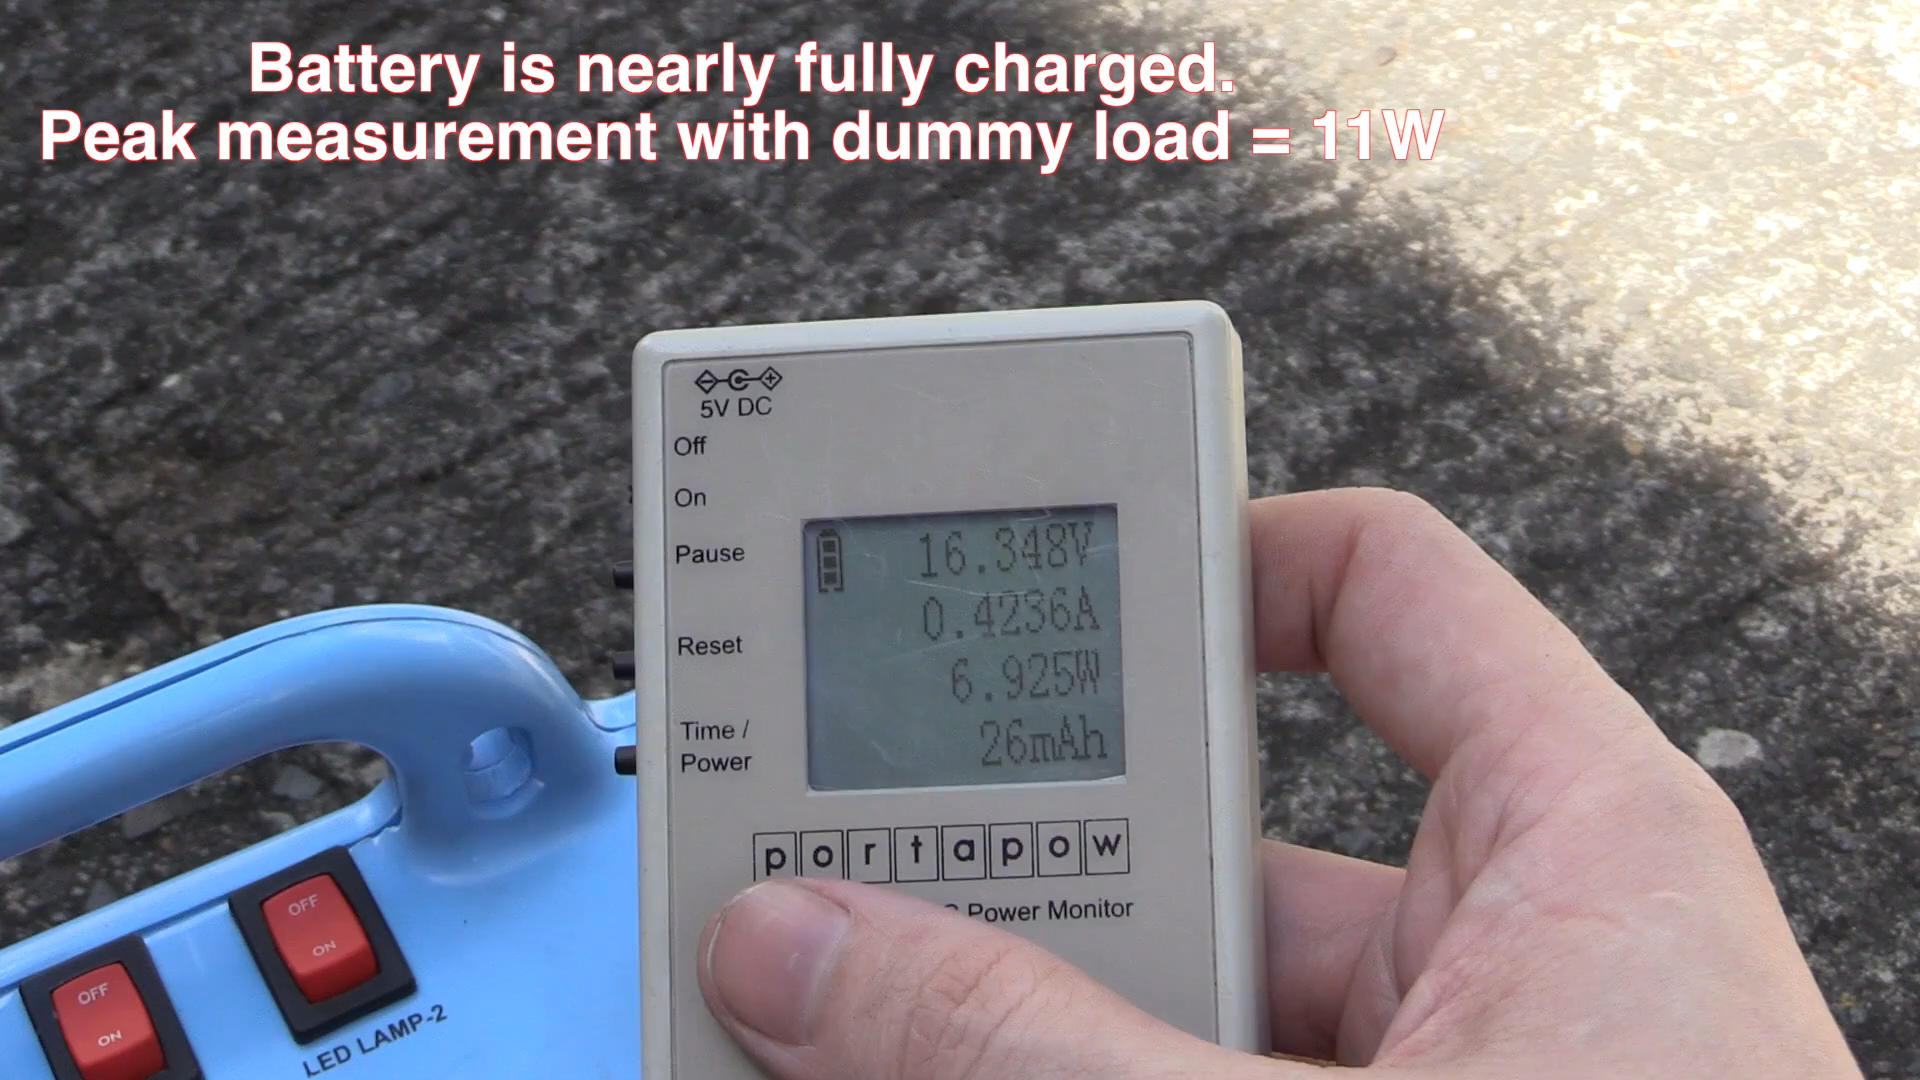 Battery is nearly fully charged.
Peak measurement with dummy load = 11W
5V DC
Off
On
Pause
Reset
Time /
Power
16.348V
0.4236A
6.925W
26mAh
portapow
Power Monitor
OFF
ON
LED LAMP-2
OFF
ON